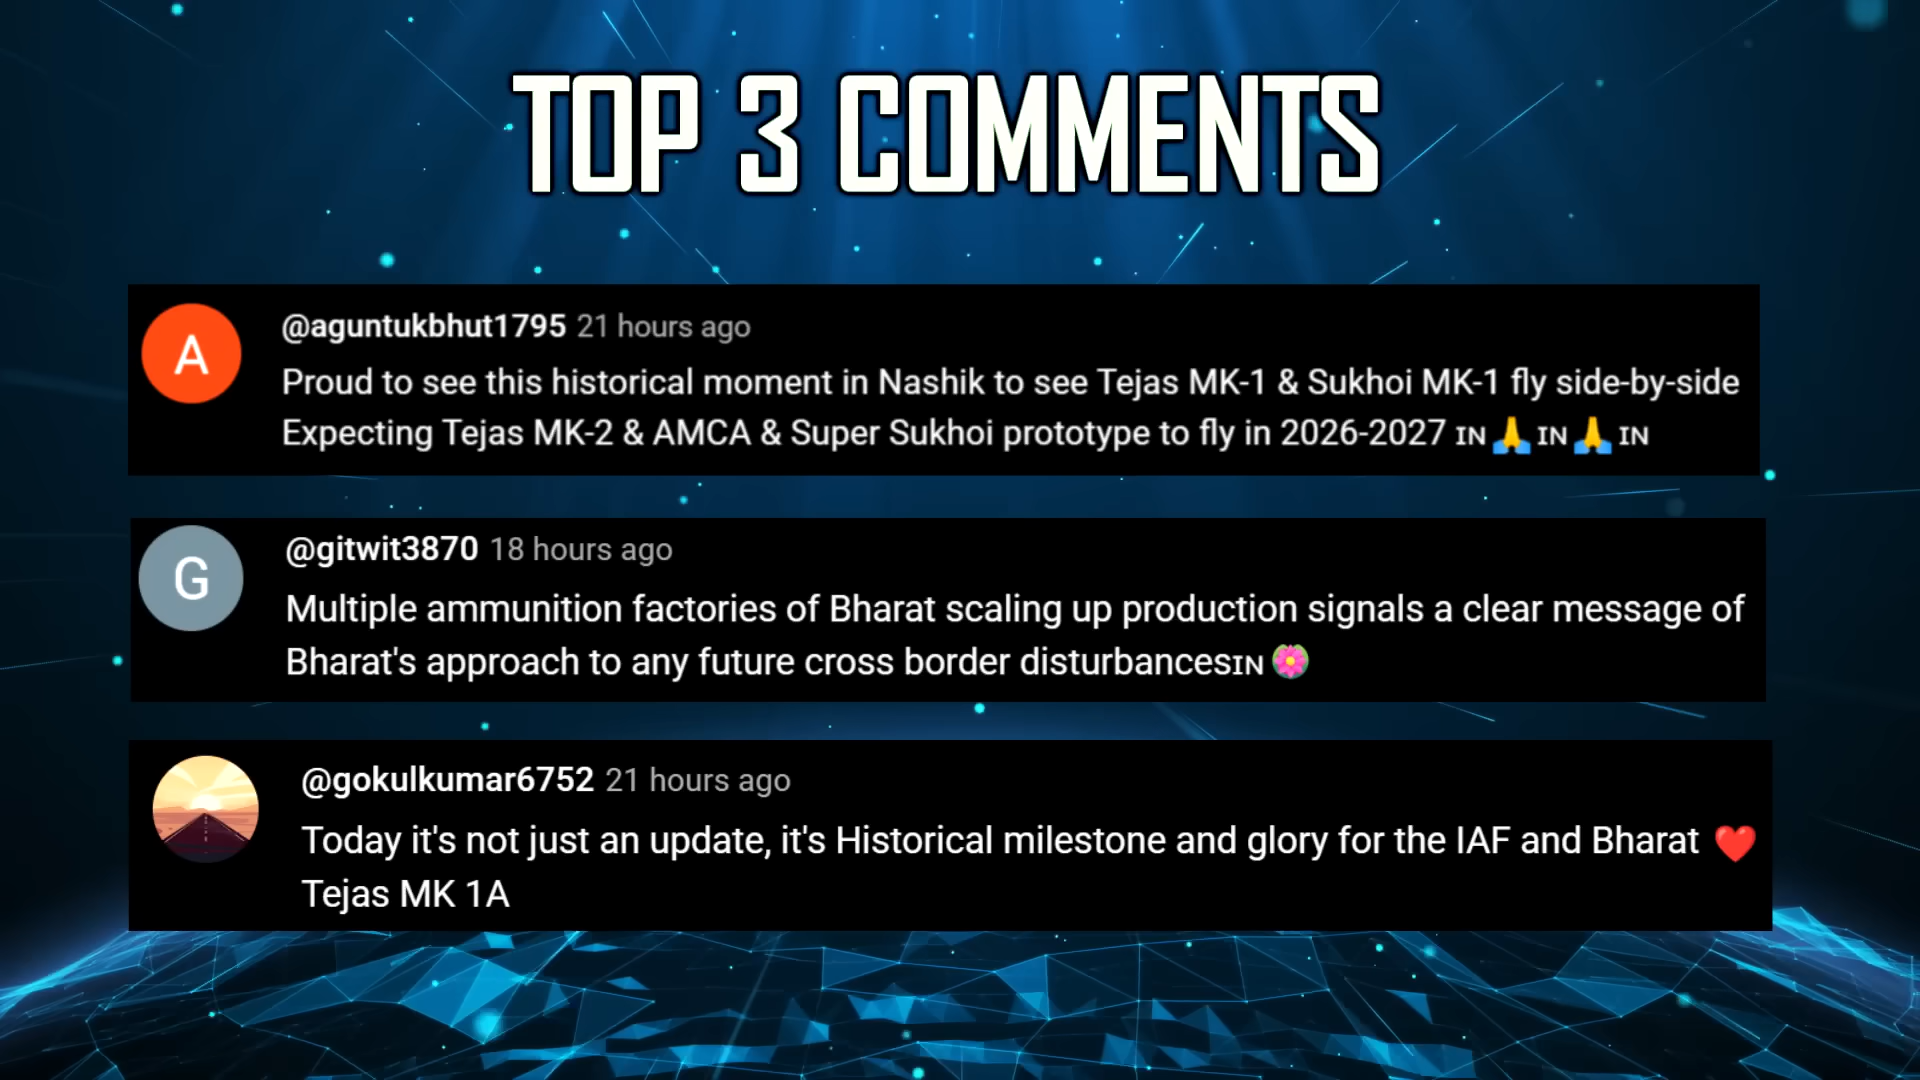 TOP 3 COMMENTS
A
@aguntukbhut1795 21 hours ago
Proud to see this historical moment in Nashik to see Tejas MK-1 & Sukhoi MK-1 fly side-by-side
Expecting Tejas MK-2 & AMCA & Super Sukhoi prototype to fly in 2026-2027 IN🙏IN🙏IN
G
@gitwit3870 18 hours ago
Multiple ammunition factories of Bharat scaling up production signals a clear message of
Bharat's approach to any future cross border disturbancesIN🪷
@gokulkumar6752 21 hours ago
Today it's not just an update, it's Historical milestone and glory for the IAF and Bharat ❤️
Tejas MK 1A